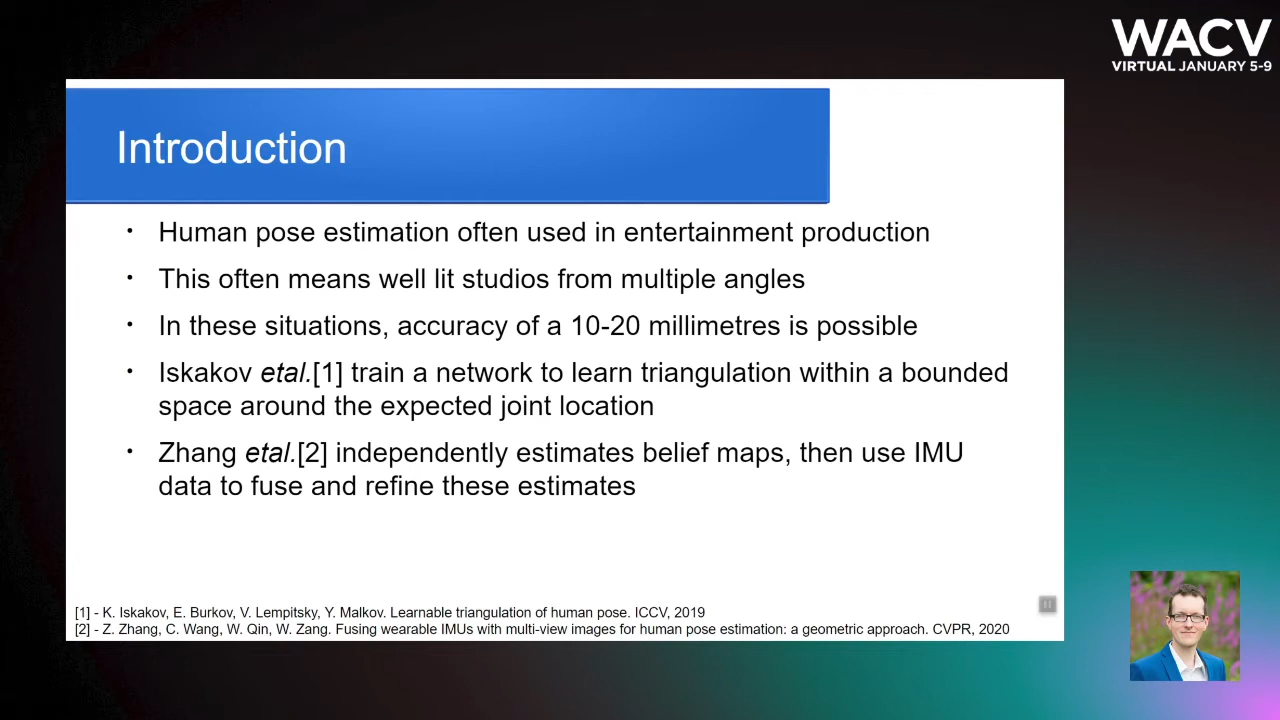 WACV
VIRTUAL JANUARY 5-9
Introduction
• Human pose estimation often used in entertainment production
• This often means well lit studios from multiple angles
• In these situations, accuracy of a 10-20 millimetres is possible
• Iskakov etal.[1] train a network to learn triangulation within a bounded
space around the expected joint location
• Zhang etal.[2] independently estimates belief maps, then use IMU
data to fuse and refine these estimates
[1] - K. Iskakov, E. Burkov, V. Lempitsky, Y. Malkov. Learnable triangulation of human pose. ICCV, 2019
[2] - Z. Zhang, C. Wang, W. Qin, W. Zang. Fusing wearable IMUs with multi-view images for human pose estimation: a geometric approach. CVPR, 2020